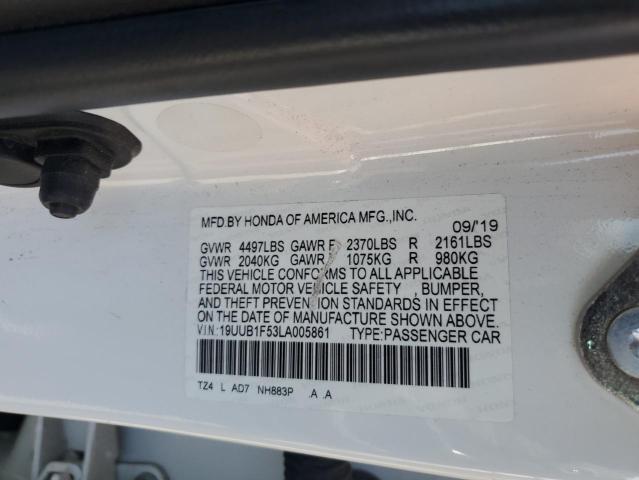 MFD.BY HONDA OF AMERICA MFG.,INC. 09/'19
GVWR 4497LBS GAWR F 2370LBS R 2161LBS
GVWR 2040KG GAWR 1075KG R 980KG
THIS VEHICLE CONFORMS TO ALL APPLICABLE
FEDERAL MOTOR VEHICLE SAFETY , BUMPER,
AND THEFT PREVENTION STANDARDS IN EFFECT
ON THE DATE OF MANUFACTURE SHOWN ABOVE.
VIN:19UUB1F53LA005861 TYPE:PASSENGER CAR
TZ4 L AD7 NH883P .A .A